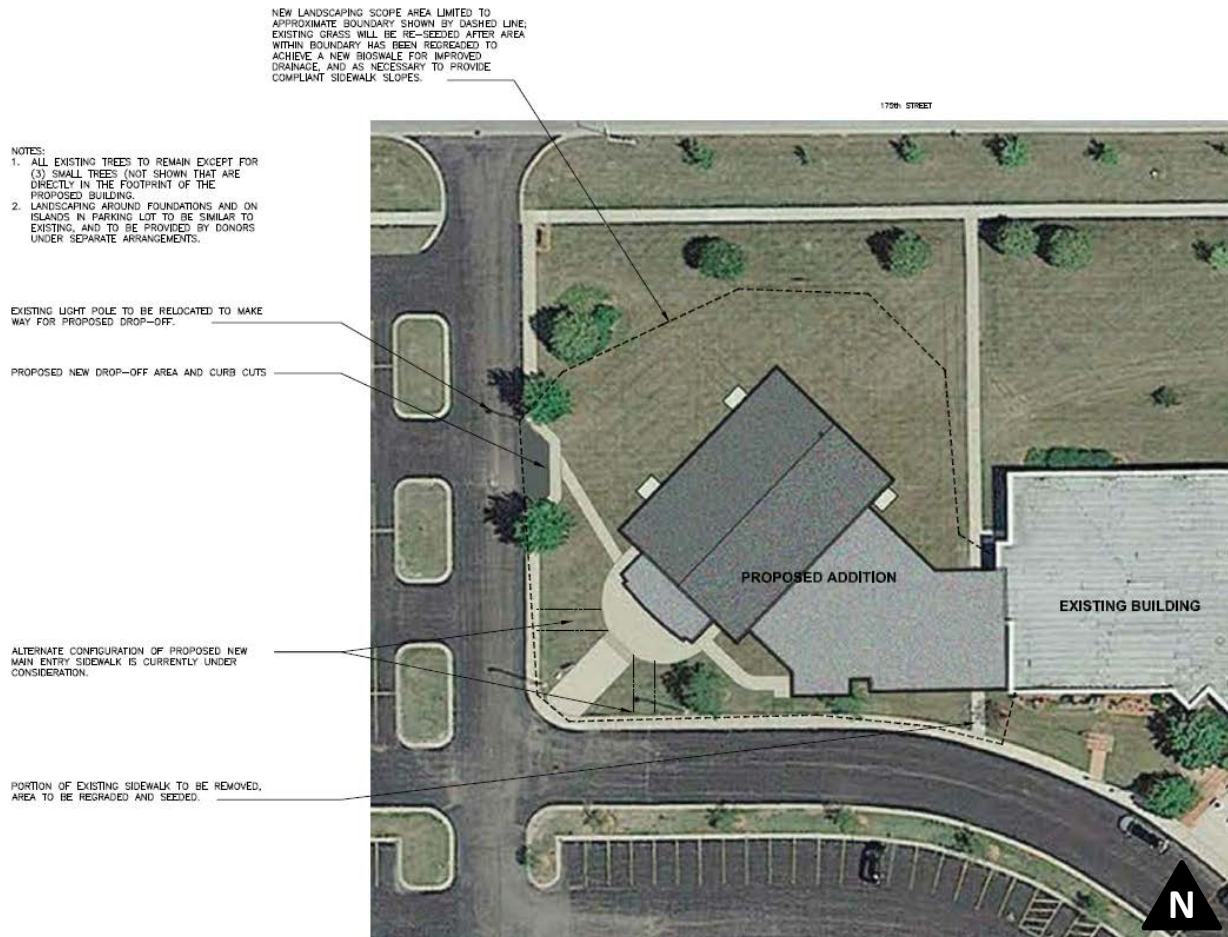 NEW LANDSCAPING SCOPE AREA LIMITED TO
APPROXIMATE BOUNDARY SHOWN BY DASHED LINE;
EXISTING GRASS WILL BE RE-SEEDED AFTER AREA
WITHIN BOUNDARY HAS BEEN REGREADED TO
ACHIEVE A NEW BIOSWALE FOR IMPROVED
DRAINAGE, AND AS NECESSARY TO PROVIDE
COMPLIANT SIDEWALK SLOPES.
179th STREET
NOTES:
1. ALL EXISTING TREES TO REMAIN EXCEPT FOR
(3) SMALL TREES (NOT SHOWN THAT ARE
DIRECTLY IN THE FOOTPRINT OF THE
PROPOSED BUILDING.
2. LANDSCAPING AROUND FOUNDATIONS AND ON
ISLANDS IN PARKING LOT TO BE SIMILAR TO
EXISTING, AND TO BE PROVIDED BY DONORS
UNDER SEPARATE ARRANGEMENTS.
EXISTING LIGHT POLE TO BE RELOCATED TO MAKE
WAY FOR PROPOSED DROP-OFF.
PROPOSED NEW DROP-OFF AREA AND CURB CUTS
PROPOSED ADDITION
EXISTING BUILDING
ALTERNATE CONFIGURATION OF PROPOSED NEW
MAIN ENTRY SIDEWALK IS CURRENTLY UNDER
CONSIDERATION.
PORTION OF EXISTING SIDEWALK TO BE REMOVED,
AREA TO BE REGRADED AND SEEDED.
N